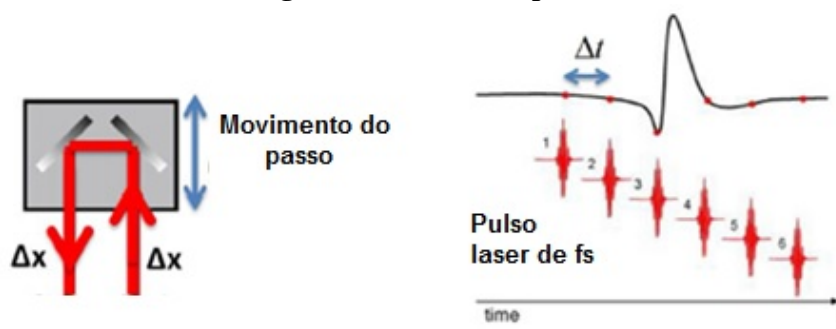 Δt
Movimento do
passo
Δx
Δx
1
2
3
4
5
6
Pulso
laser de fs
time